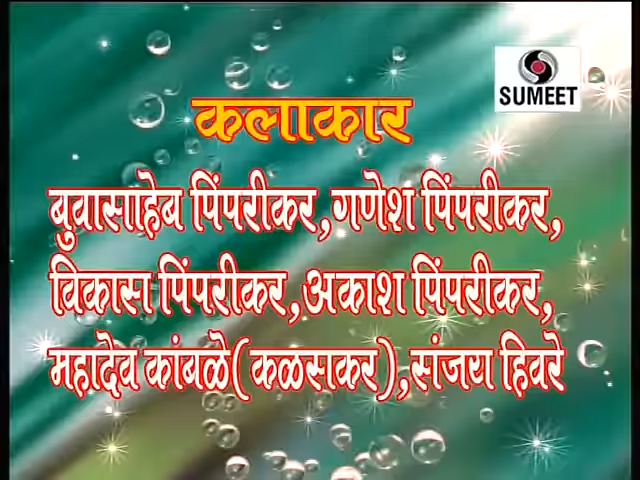 SUMEET
कलाकार
बुवासाहेब पिंपरीकर,गणेश पिंपरीकर,
विकास पिंपरीकर,अकाश पिंपरीकर,
महादेव कांबळे(कळसकर),संजय हिवरे